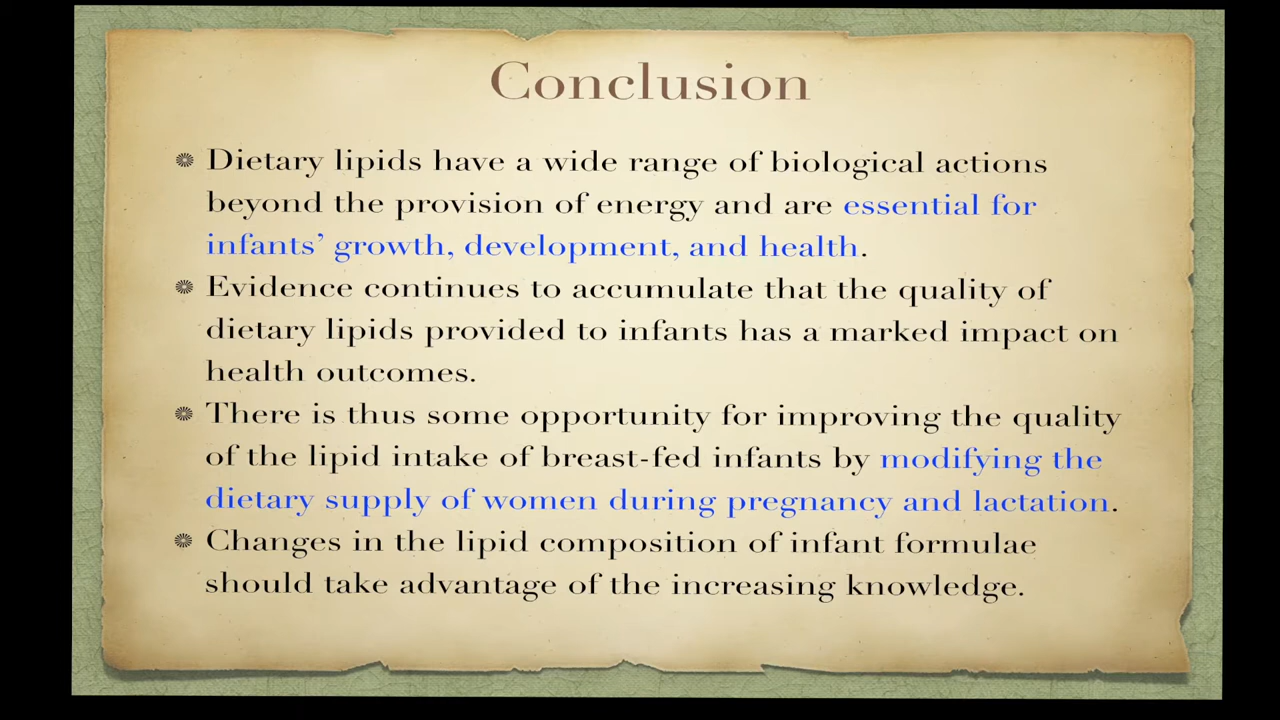 Conclusion
Dietary lipids have a wide range of biological actions
beyond the provision of energy and are essential for
infants’ growth, development, and health.
Evidence continues to accumulate that the quality of
dietary lipids provided to infants has a marked impact on
health outcomes.
There is thus some opportunity for improving the quality
of the lipid intake of breast-fed infants by modifying the
dietary supply of women during pregnancy and lactation.
Changes in the lipid composition of infant formulae
should take advantage of the increasing knowledge.